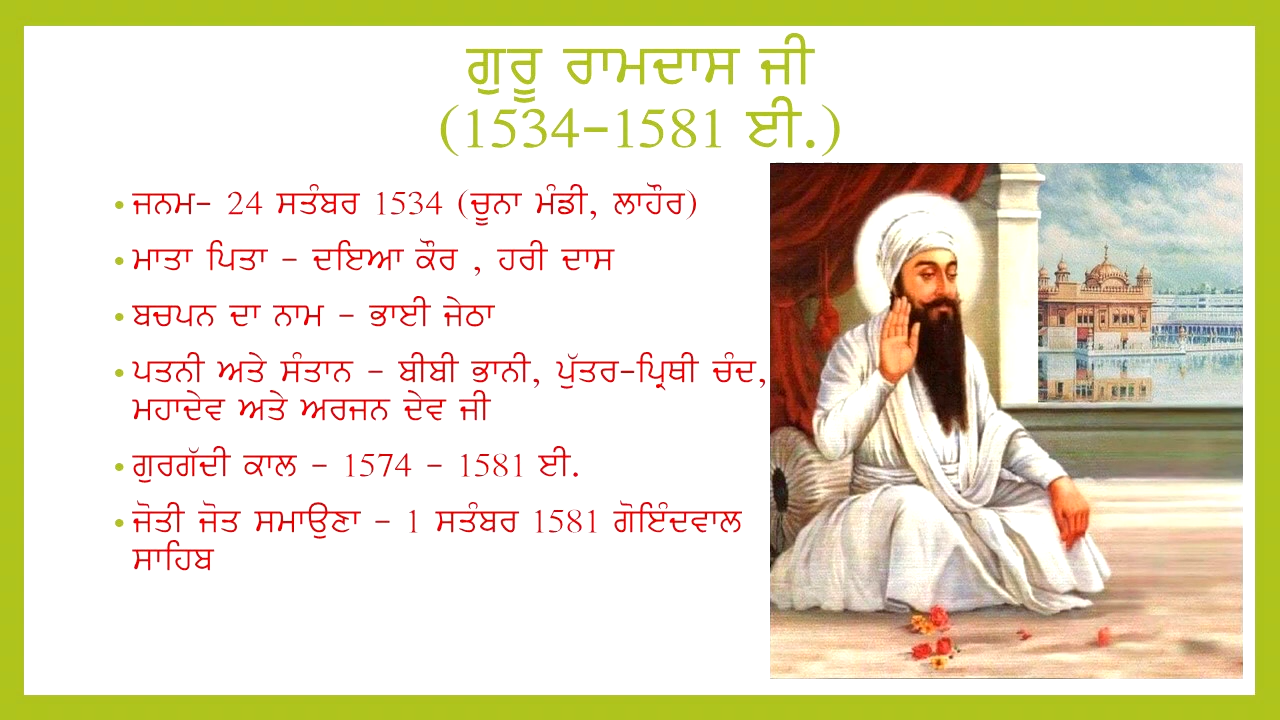 ਗੁਰੂ ਰਾਮਦਾਸ ਜੀ
(1534-1581 ਈ.)
• ਜਨਮ- 24 ਸਤੰਬਰ 1534 (ਚੂਨਾ ਮੰਡੀ, ਲਾਹੌਰ)
• ਮਾਤਾ ਪਿਤਾ - ਦਇਆ ਕੌਰ , ਹਰੀ ਦਾਸ
• ਬਚਪਨ ਦਾ ਨਾਮ - ਭਾਈ ਜੇਠਾ
• ਪਤਨੀ ਅਤੇ ਸੰਤਾਨ - ਬੀਬੀ ਭਾਨੀ, ਪੁੱਤਰ-ਪ੍ਰਿਥੀ ਚੰਦ,
ਮਹਾਦੇਵ ਅਤੇ ਅਰਜਨ ਦੇਵ ਜੀ
• ਗੁਰਗੱਦੀ ਕਾਲ - 1574 - 1581 ਈ.
• ਜੋਤੀ ਜੋਤ ਸਮਾਉਣਾ - 1 ਸਤੰਬਰ 1581 ਗੋਇੰਦਵਾਲ
ਸਾਹਿਬ